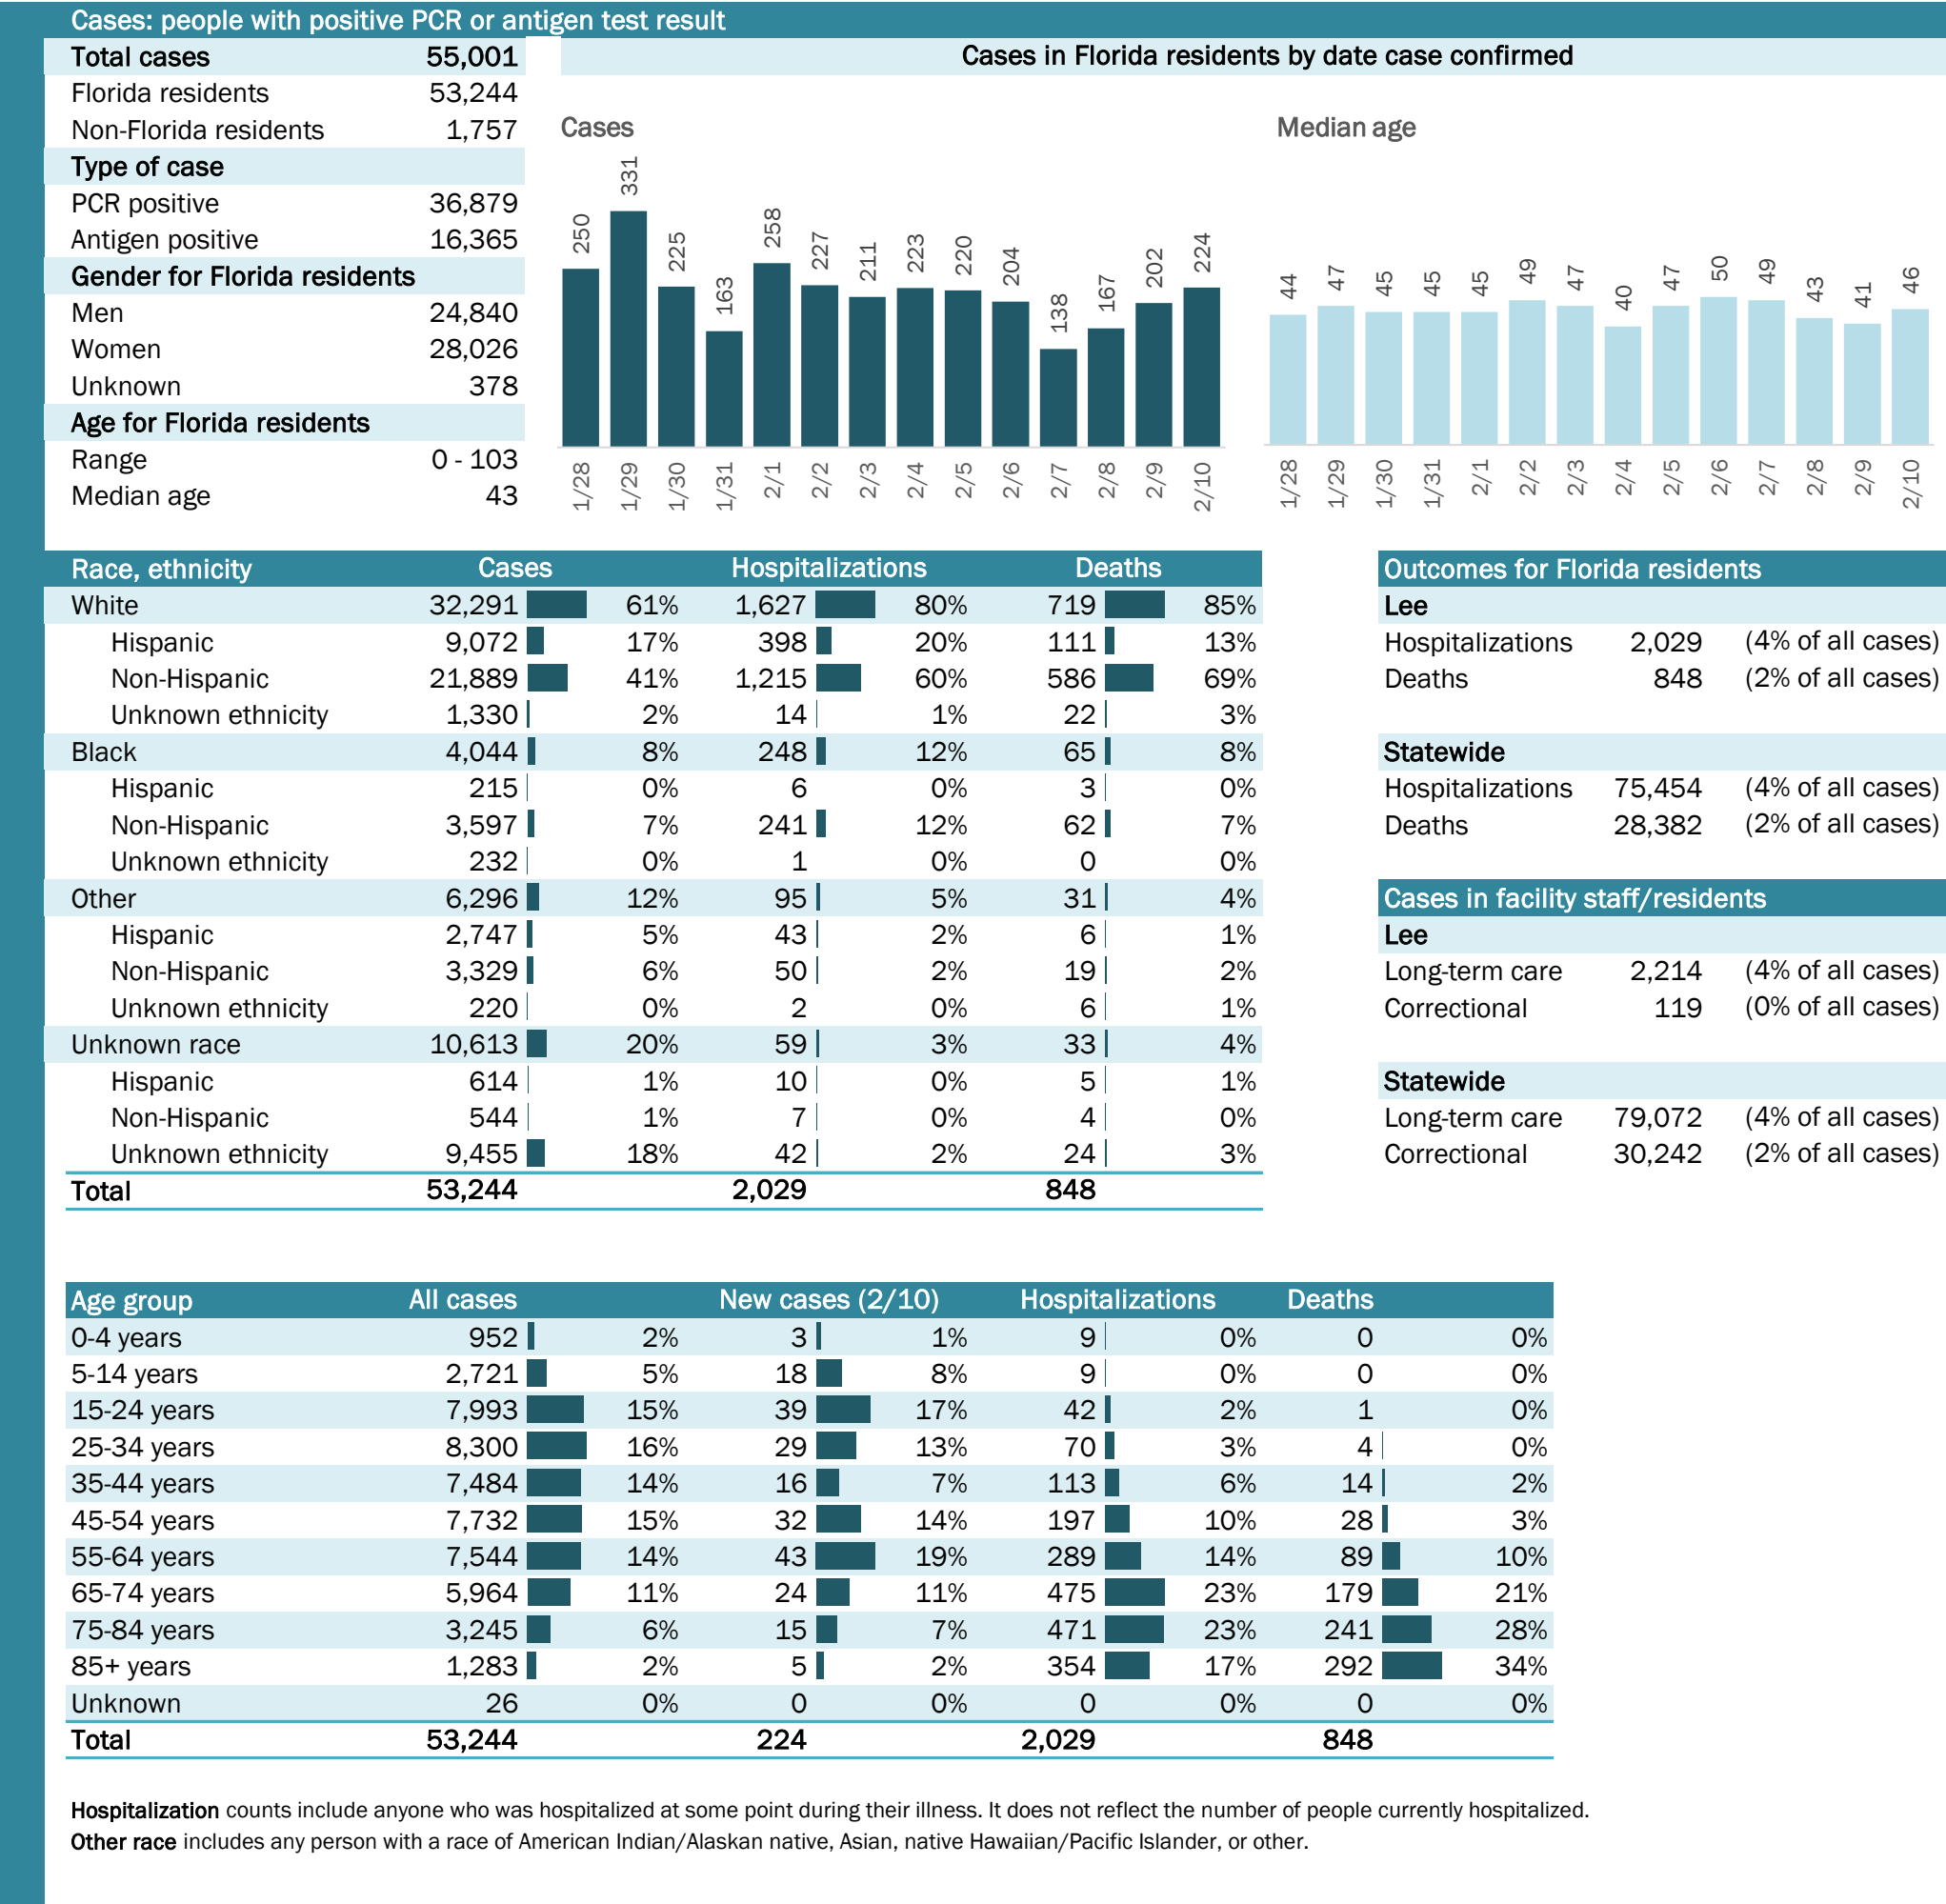 Cases: people with positive PCR or antigen test result
Total cases 55,001
Florida residents 53,244
Non-Florida residents 1,757
Type of case
PCR positive 36,879
Antigen positive 16,365
Gender for Florida residents
Men 24,840
Women 28,026
Unknown 378
Age for Florida residents
Range 0 - 103
Median age 43
Cases in Florida residents by date case confirmed
Cases
250 331 225 163 258 227 211 223 220 204 138 167 202 224
1/28 1/29 1/30 1/31 2/1 2/2 2/3 2/4 2/5 2/6 2/7 2/8 2/9 2/10
Median age
44 47 45 45 45 49 47 40 47 50 49 43 41 46
1/28 1/29 1/30 1/31 2/1 2/2 2/3 2/4 2/5 2/6 2/7 2/8 2/9 2/10
Race, ethnicity Cases Hospitalizations Deaths
White 32,291 61% 1,627 80% 719 85%
Hispanic 9,072 17% 398 20% 111 13%
Non-Hispanic 21,889 41% 1,215 60% 586 69%
Unknown ethnicity 1,330 2% 14 1% 22 3%
Black 4,044 8% 248 12% 65 8%
Hispanic 215 0% 6 0% 3 0%
Non-Hispanic 3,597 7% 241 12% 62 7%
Unknown ethnicity 232 0% 1 0% 0 0%
Other 6,296 12% 95 5% 31 4%
Hispanic 2,747 5% 43 2% 6 1%
Non-Hispanic 3,329 6% 50 2% 19 2%
Unknown ethnicity 220 0% 2 0% 6 1%
Unknown race 10,613 20% 59 3% 33 4%
Hispanic 614 1% 10 0% 5 1%
Non-Hispanic 544 1% 7 0% 4 0%
Unknown ethnicity 9,455 18% 42 2% 24 3%
Total 53,244 2,029 848
Outcomes for Florida residents
Lee
Hospitalizations 2,029 (4% of all cases)
Deaths 848 (2% of all cases)
Statewide
Hospitalizations 75,454 (4% of all cases)
Deaths 28,382 (2% of all cases)
Cases in facility staff/residents
Lee
Long-term care 2,214 (4% of all cases)
Correctional 119 (0% of all cases)
Statewide
Long-term care 79,072 (4% of all cases)
Correctional 30,242 (2% of all cases)
Age group All cases New cases (2/10) Hospitalizations Deaths
0-4 years 952 2% 3 1% 9 0% 0 0%
5-14 years 2,721 5% 18 8% 9 0% 0 0%
15-24 years 7,993 15% 39 17% 42 2% 1 0%
25-34 years 8,300 16% 29 13% 70 3% 4 0%
35-44 years 7,484 14% 16 7% 113 6% 14 2%
45-54 years 7,732 15% 32 14% 197 10% 28 3%
55-64 years 7,544 14% 43 19% 289 14% 89 10%
65-74 years 5,964 11% 24 11% 475 23% 179 21%
75-84 years 3,245 6% 15 7% 471 23% 241 28%
85+ years 1,283 2% 5 2% 354 17% 292 34%
Unknown 26 0% 0 0% 0 0% 0 0%
Total 53,244 224 2,029 848
Hospitalization counts include anyone who was hospitalized at some point during their illness. It does not reflect the number of people currently hospitalized.
Other race includes any person with a race of American Indian/Alaskan native, Asian, native Hawaiian/Pacific Islander, or other.